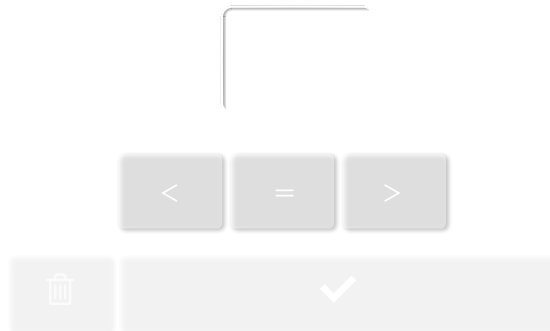 < = >